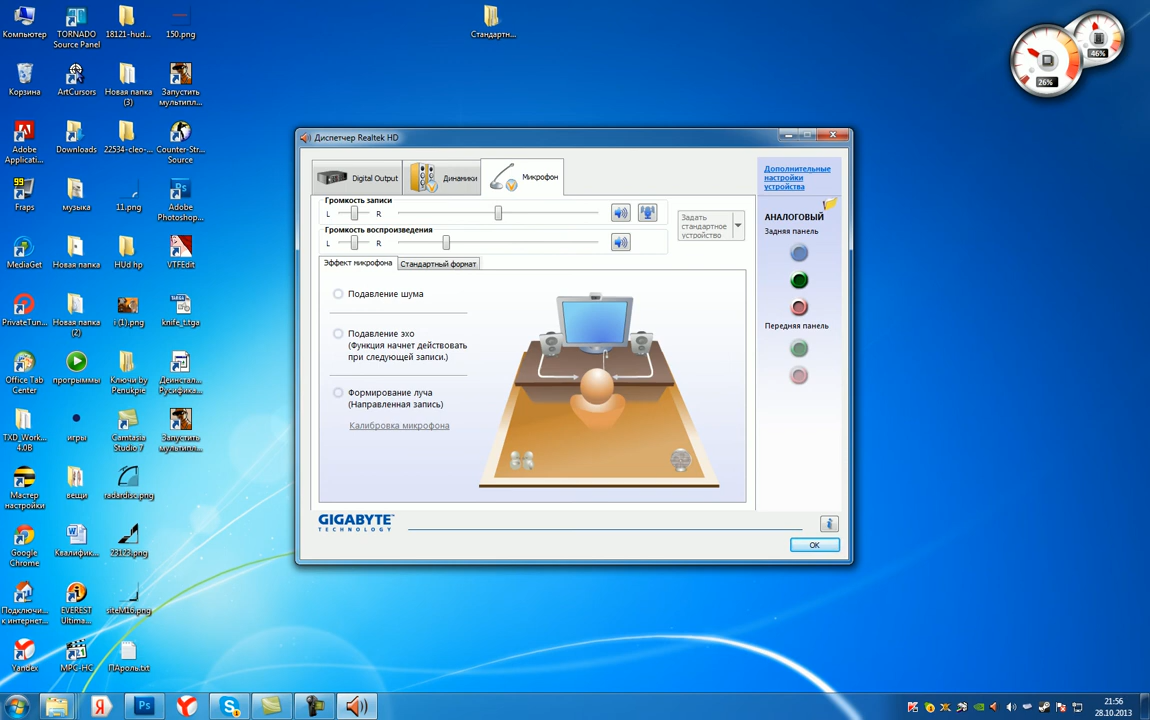 Компьютер
TORNADO
Source Panel
18121-hud...
150.png
Стандартн...
Корзина
ArtCursors
Новая папка
(3)
Запустить
мультипл...
Adobe
Applicati...
Downloads
22534-cleo-...
Counter-Str...
Source
Fraps
музыка
11.png
Adobe
Photoshop...
MediaGet
Новая папка
HUd hp
VTFEdit
PrivateTun...
Новая папка
(2)
i (1).png
knife_t.tga
Office Tab
Center
программы
Ключи by
Penukpie
Деинстал...
Русифика...
TXD_Work...
4.0B
игры
Camtasia
Studio 7
Запустить
мультипл...
Мастер
настройки
вещи
radardisc.png
Google
Chrome
Квалифик...
23123.png
Подключи...
к интернет...
EVEREST
Ultima...
siteM16.png
Yandex
MPC-HC
ПАроль.txt
26%
46%
Диспетчер Realtek HD
Digital Output
Динамики
Микрофон
Громкость записи
L
R
Громкость воспроизведения
L
R
Задать
стандартное
устройство
Эффект микрофона
Стандартный формат
Подавление шума
Подавление эхо
(Функция начнет действовать
при следующей записи.)
Формирование луча
(Направленная запись)
Калибровка микрофона
Дополнительные
настройки
устройства
АНАЛОГОВЫЙ
Задняя панель
Передняя панель
GIGABYTE
TECHNOLOGY
OK
21:56
28.10.2013